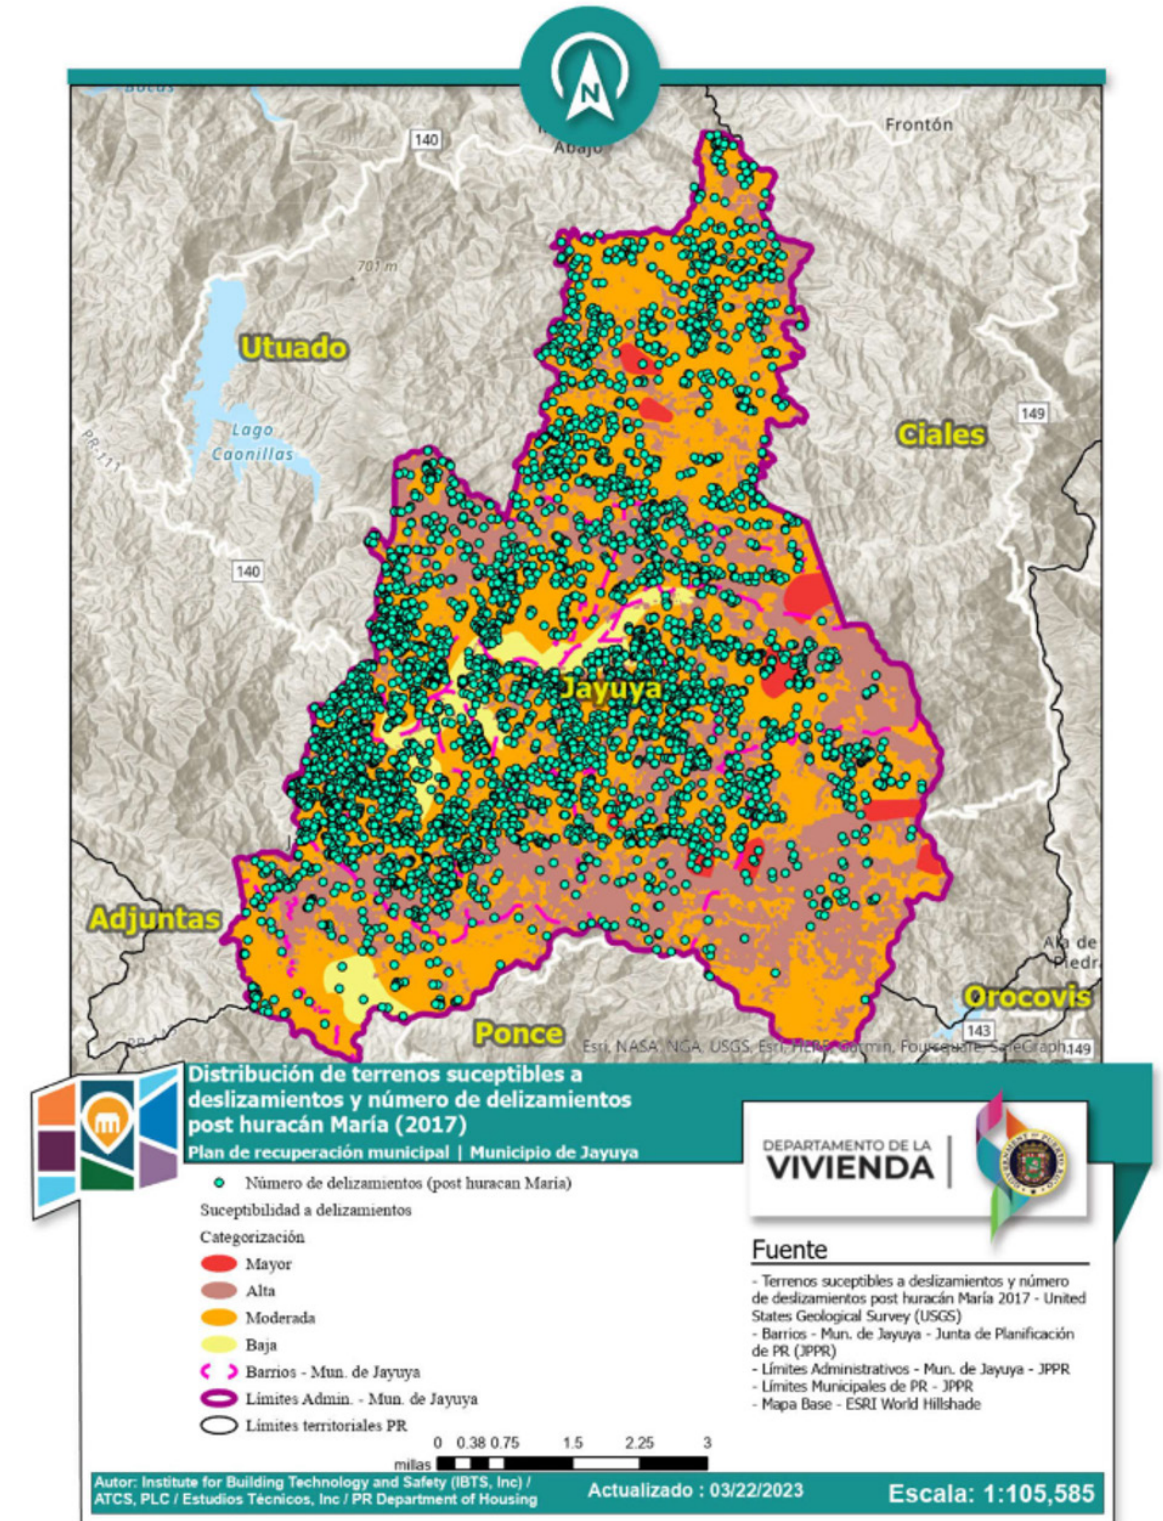 N
Bocas
Frontón
140
Abajo
701 m
Utuado
149
Ciales
PR-111
Lago
Caonillas
140
Jayuya
Adjuntas
Orocovis
Ponce
143
Esri, NASA, NGA, USGS, Esri, HERE, Garmin, Foursquare, SafeGraph
149
Distribución de terrenos suceptibles a
deslizamientos y número de delizamientos
post huracán María (2017)
Plan de recuperación municipal | Municipio de Jayuya
DEPARTAMENTO DE LA
VIVIENDA
Número de delizamientos (post huracan María)
Suceptibilidad a delizamientos
Categorización
Mayor
Alta
Moderada
Baja
Barrios - Mun. de Jayuya
Límites Admin. - Mun. de Jayuya
Límites territoriales PR
Fuente
- Terrenos suceptibles a deslizamientos y número
de deslizamientos post huracán María 2017 - United
States Geological Survey (USGS)
- Barrios - Mun. de Jayuya - Junta de Planificación
de PR (JPPR)
- Límites Administrativos - Mun. de Jayuya - JPPR
- Límites Municipales de PR - JPPR
- Mapa Base - ESRI World Hillshade
0 0.38 0.75 1.5 2.25 3
millas
Autor: Institute for Building Technology and Safety (IBTS, Inc) /
ATCS, PLC / Estudios Técnicos, Inc / PR Department of Housing
Actualizado : 03/22/2023
Escala: 1:105,585